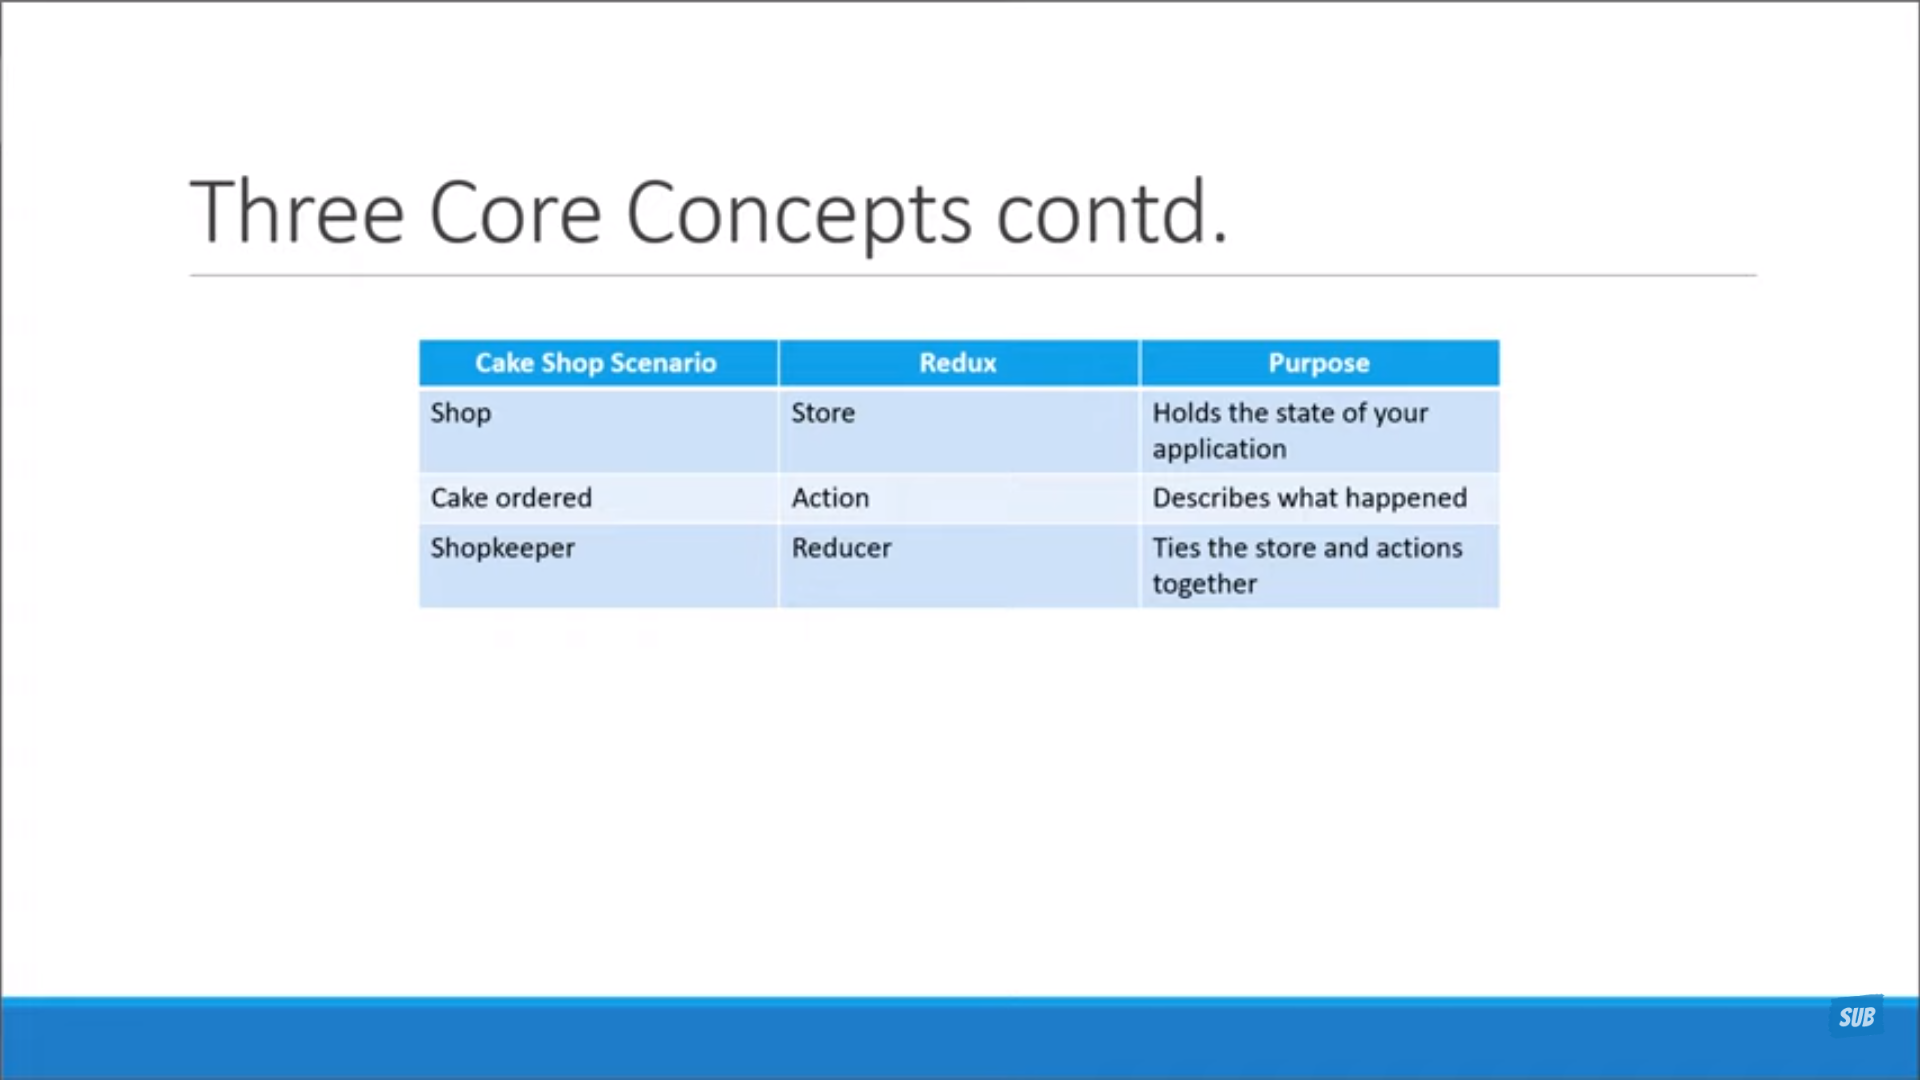 Three Core Concepts contd.
Cake Shop Scenario Redux Purpose
Shop Store Holds the state of your
application
Cake ordered Action Describes what happened
Shopkeeper Reducer Ties the store and actions
together
SUB